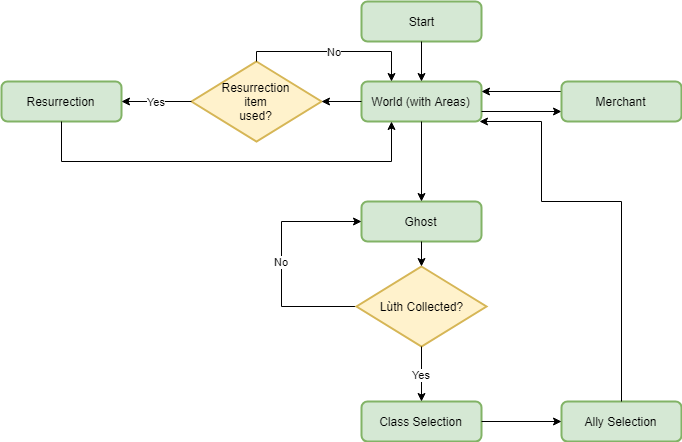 Start
No
Resurrection
item
used?
Yes
Resurrection
World (with Areas)
Merchant
Ghost
No
Lùth Collected?
Yes
Class Selection
Ally Selection